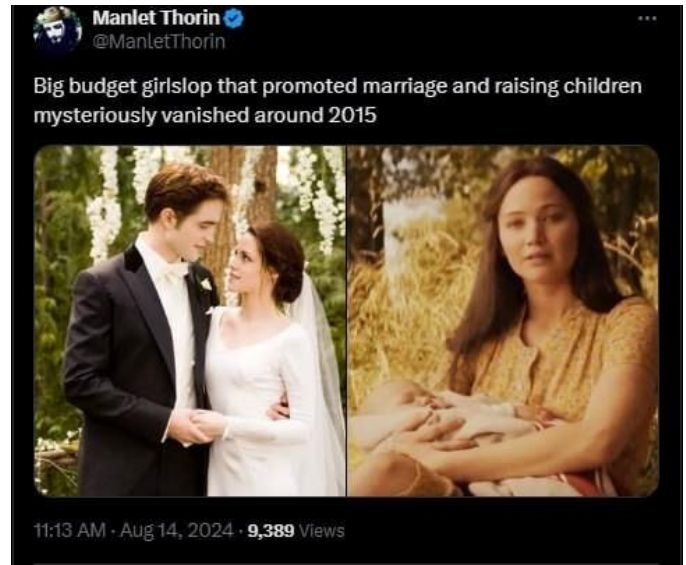 Manlet Thorin
@ManletThorin
Big budget girlslop that promoted marriage and raising children
mysteriously vanished around 2015
11:13 AM · Aug 14, 2024 · 9,389 Views